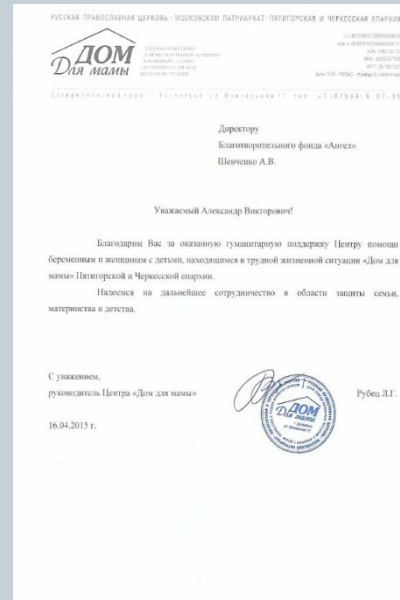 РУССКАЯ ПРАВОСЛАВНАЯ ЦЕРКОВЬ · МОСКОВСКИЙ ПАТРИАРХАТ · ПЯТИГОРСКАЯ И ЧЕРКЕССКАЯ ЕПАРХИЯ
ДОМ
Для мамы
Директору
Благотворительного фонда «Ангел»
Шевченко А.В.
Уважаемый Александр Викторович!
Благодарим Вас за оказанную гуманитарную поддержку Центру помощи
беременным и женщинам с детьми, находящимся в трудной жизненной ситуации «Дом для
мамы» Пятигорской и Черкесской епархии.
Надеемся на дальнейшее сотрудничество в области защиты семьи,
материнства и детства.
С уважением,
руководитель Центра «Дом для мамы»
Рубец Л.Г.
ДОМ
Для мамы
16.04.2015 г.